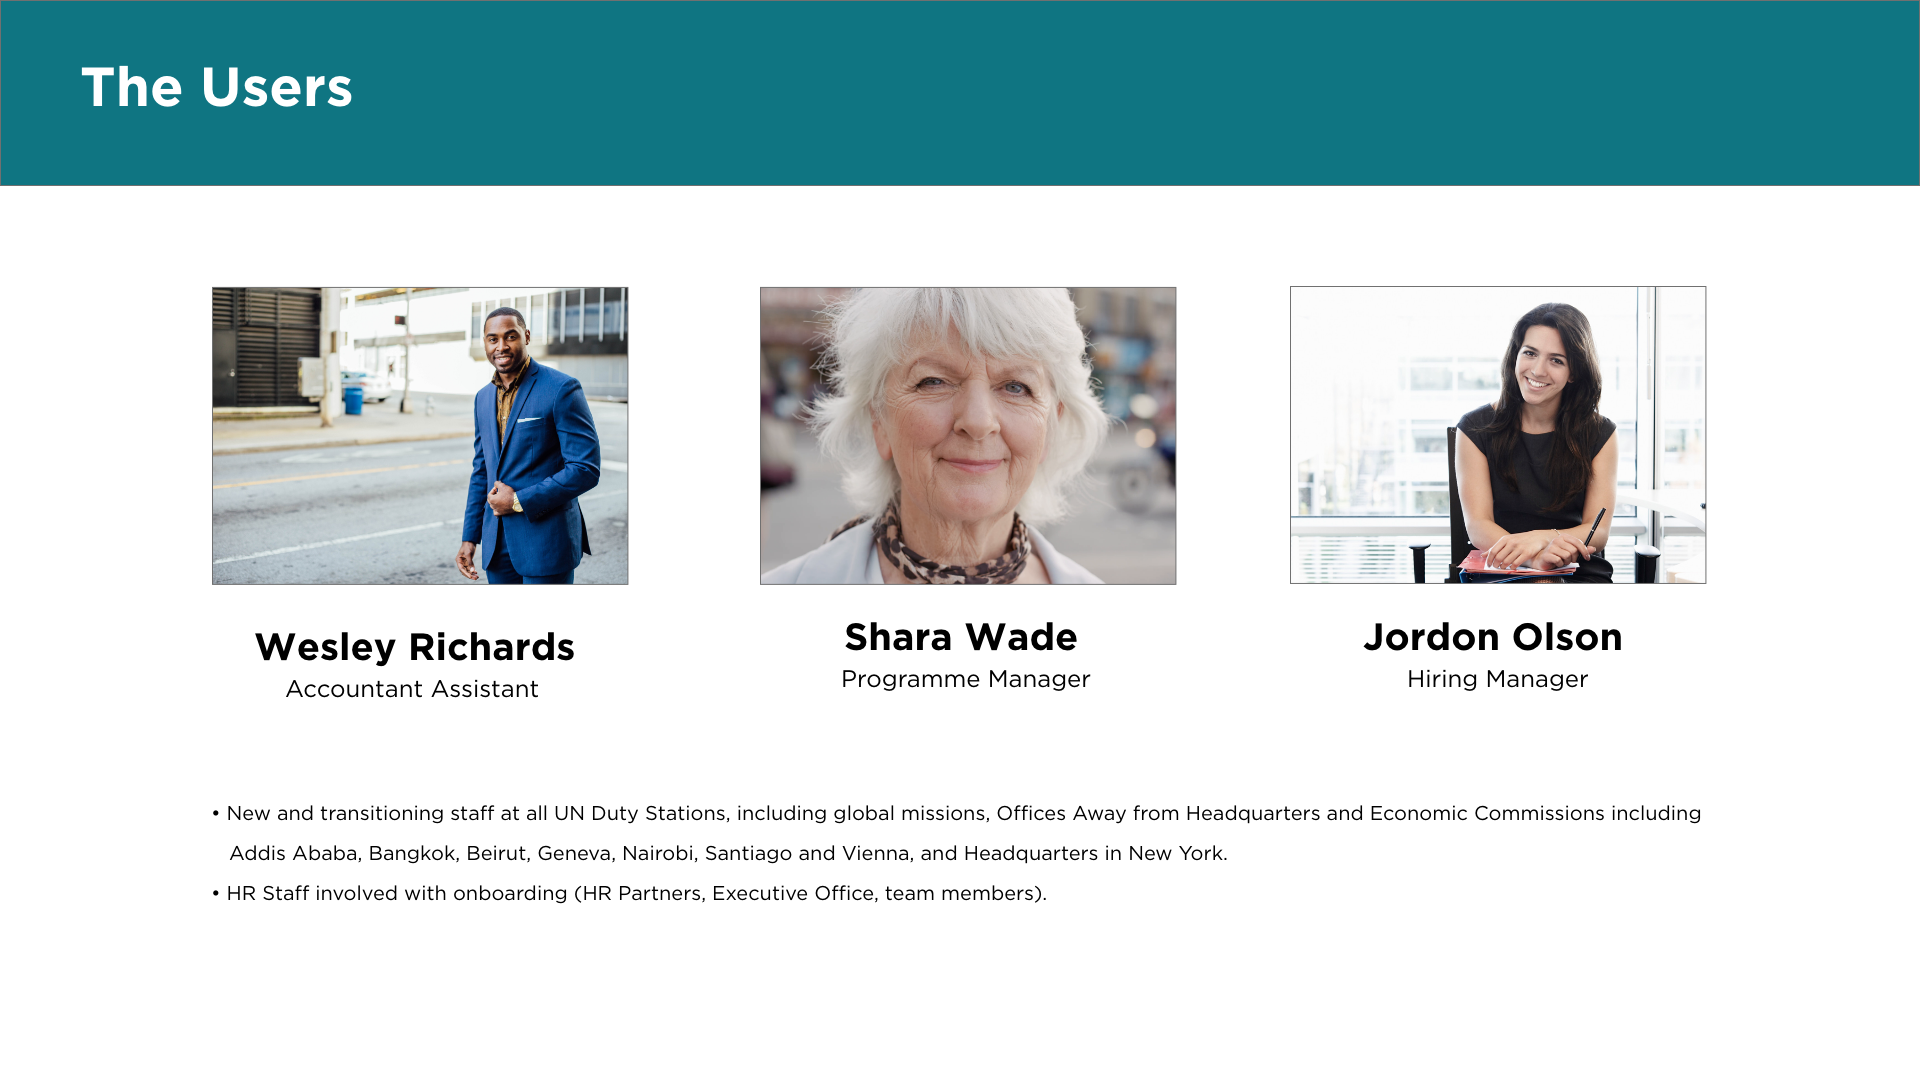 The Users
Wesley Richards
Accountant Assistant
Shara Wade
Programme Manager
Jordon Olson
Hiring Manager
• New and transitioning staff at all UN Duty Stations, including global missions, Offices Away from Headquarters and Economic Commissions including
Addis Ababa, Bangkok, Beirut, Geneva, Nairobi, Santiago and Vienna, and Headquarters in New York.
• HR Staff involved with onboarding (HR Partners, Executive Office, team members).